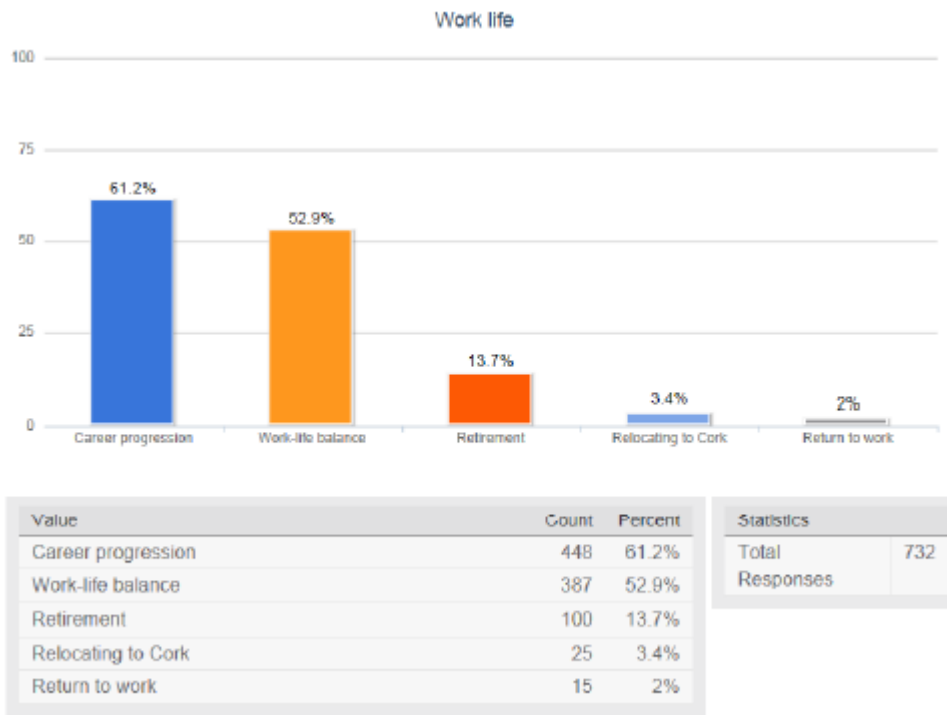 Work life
100
75
50
25
0
61.2%
52.9%
13.7%
3.4%
2%
Career progression
Work-life balance
Retirement
Relocating to Cork
Return to work
Value Count Percent
Career progression 448 61.2%
Work-life balance 387 52.9%
Retirement 100 13.7%
Relocating to Cork 25 3.4%
Return to work 15 2%
Statistics
Total 732
Responses